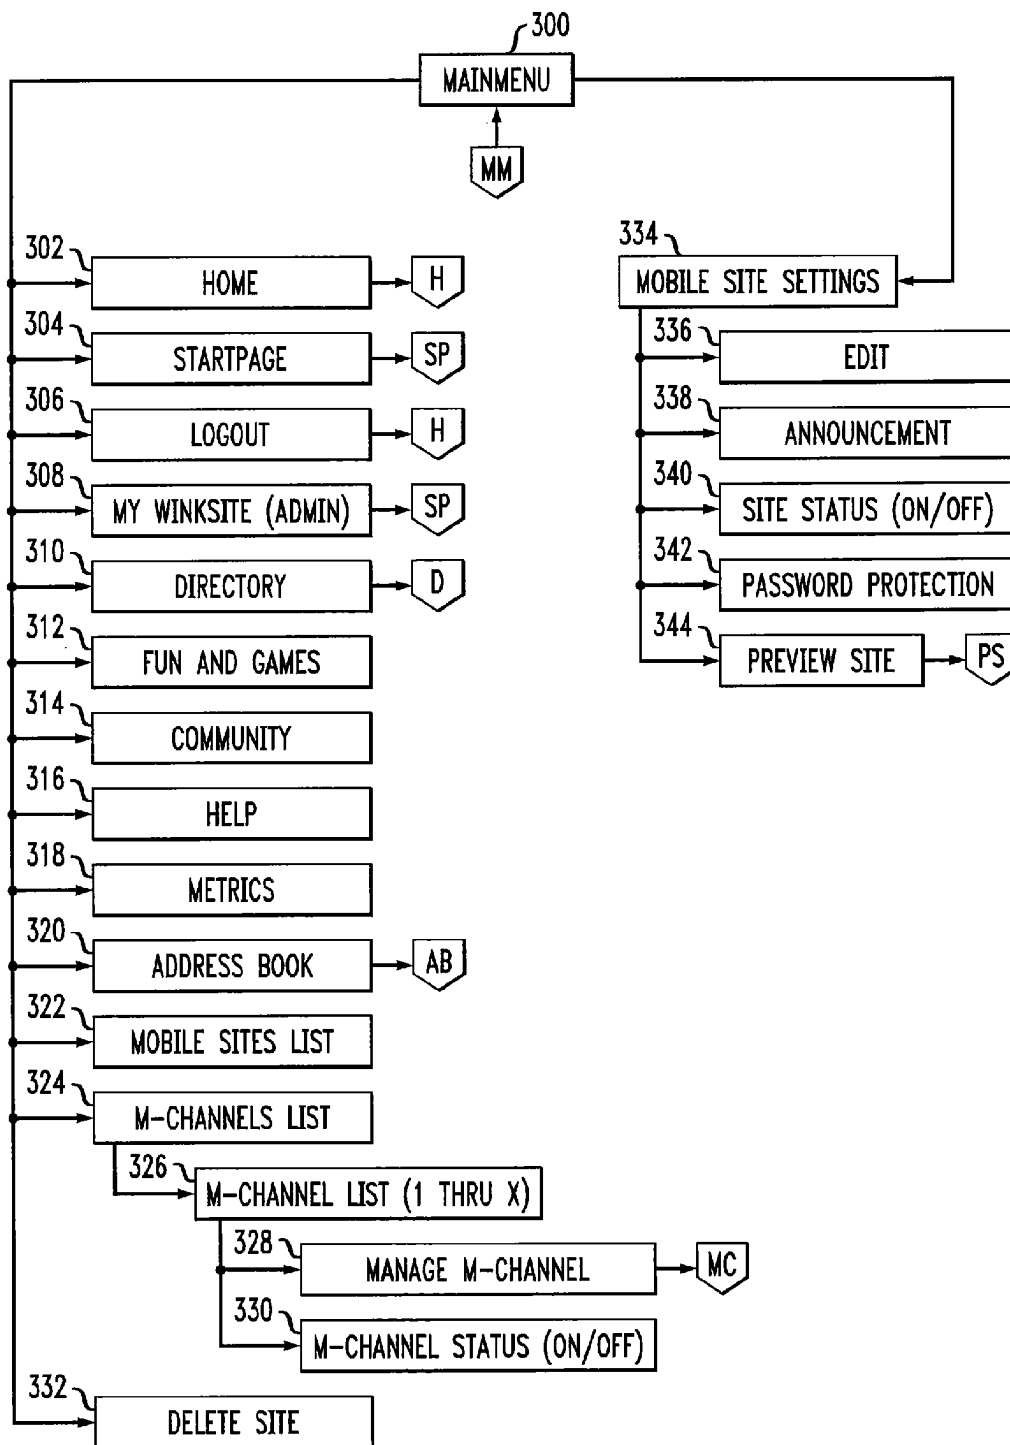 300
MAINMENU
MM
302
HOME
H
304
STARTPAGE
SP
306
LOGOUT
H
308
MY WINKSITE (ADMIN)
SP
310
DIRECTORY
D
312
FUN AND GAMES
314
COMMUNITY
316
HELP
318
METRICS
320
ADDRESS BOOK
AB
322
MOBILE SITES LIST
324
M-CHANNELS LIST
326
M-CHANNEL LIST (1 THRU X)
328
MANAGE M-CHANNEL
MC
330
M-CHANNEL STATUS (ON/OFF)
332
DELETE SITE
334
MOBILE SITE SETTINGS
336
EDIT
338
ANNOUNCEMENT
340
SITE STATUS (ON/OFF)
342
PASSWORD PROTECTION
344
PREVIEW SITE
PS